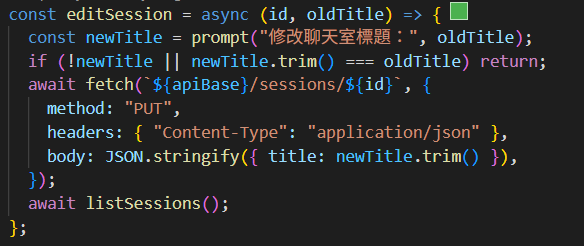 const editSession = async (id, oldTitle) => {
const newTitle = prompt("修改聊天室標題：", oldTitle);
if (!newTitle || newTitle.trim() === oldTitle) return;
await fetch(`${apiBase}/sessions/${id}`, {
method: "PUT",
headers: { "Content-Type": "application/json" },
body: JSON.stringify({ title: newTitle.trim() }),
});
await listSessions();
};